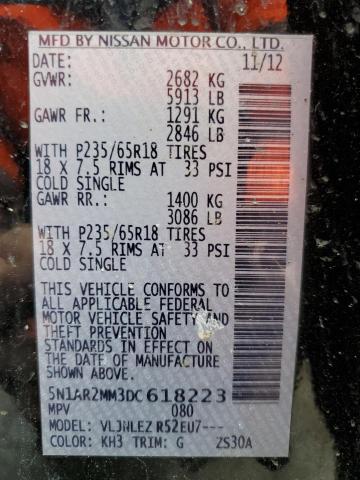 MFD BY NISSAN MOTOR CO., LTD.
DATE: 11/12
GVWR: 2682 KG
5913 LB
GAWR FR.: 1291 KG
2846 LB
WITH P235/65R18 TIRES
18 X 7.5 RIMS AT 33 PSI
COLD SINGLE
GAWR RR.: 1400 KG
3086 LB
WITH P235/65R18 TIRES
18 X 7.5 RIMS AT 33 PSI
COLD SINGLE
THIS VEHICLE CONFORMS TO
ALL APPLICABLE FEDERAL
MOTOR VEHICLE SAFETY AND
THEFT PREVENTION
STANDARDS IN EFFECT ON
THE DATE OF MANUFACTURE
SHOWN ABOVE.
5N1AR2MM3DC618223
MPV 080
MODEL: VLJNLEZ R52EU7---
COLOR: KH3 TRIM: G ZS30A